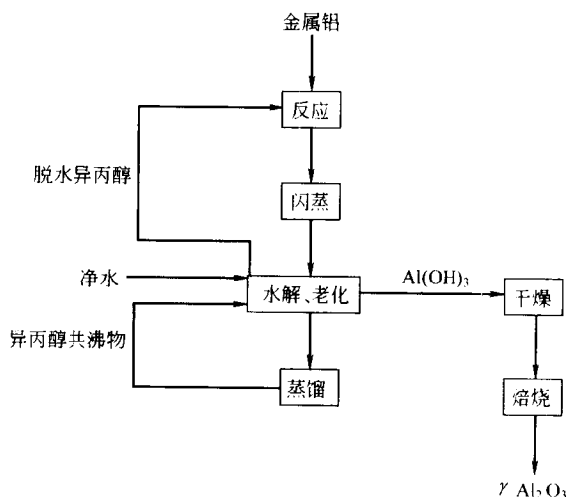 金属铝
反应
脱水异丙醇
闪蒸
净水
水解、老化
Al(OH)₃
干燥
异丙醇共沸物
蒸馏
焙烧
γ Al₂O₃